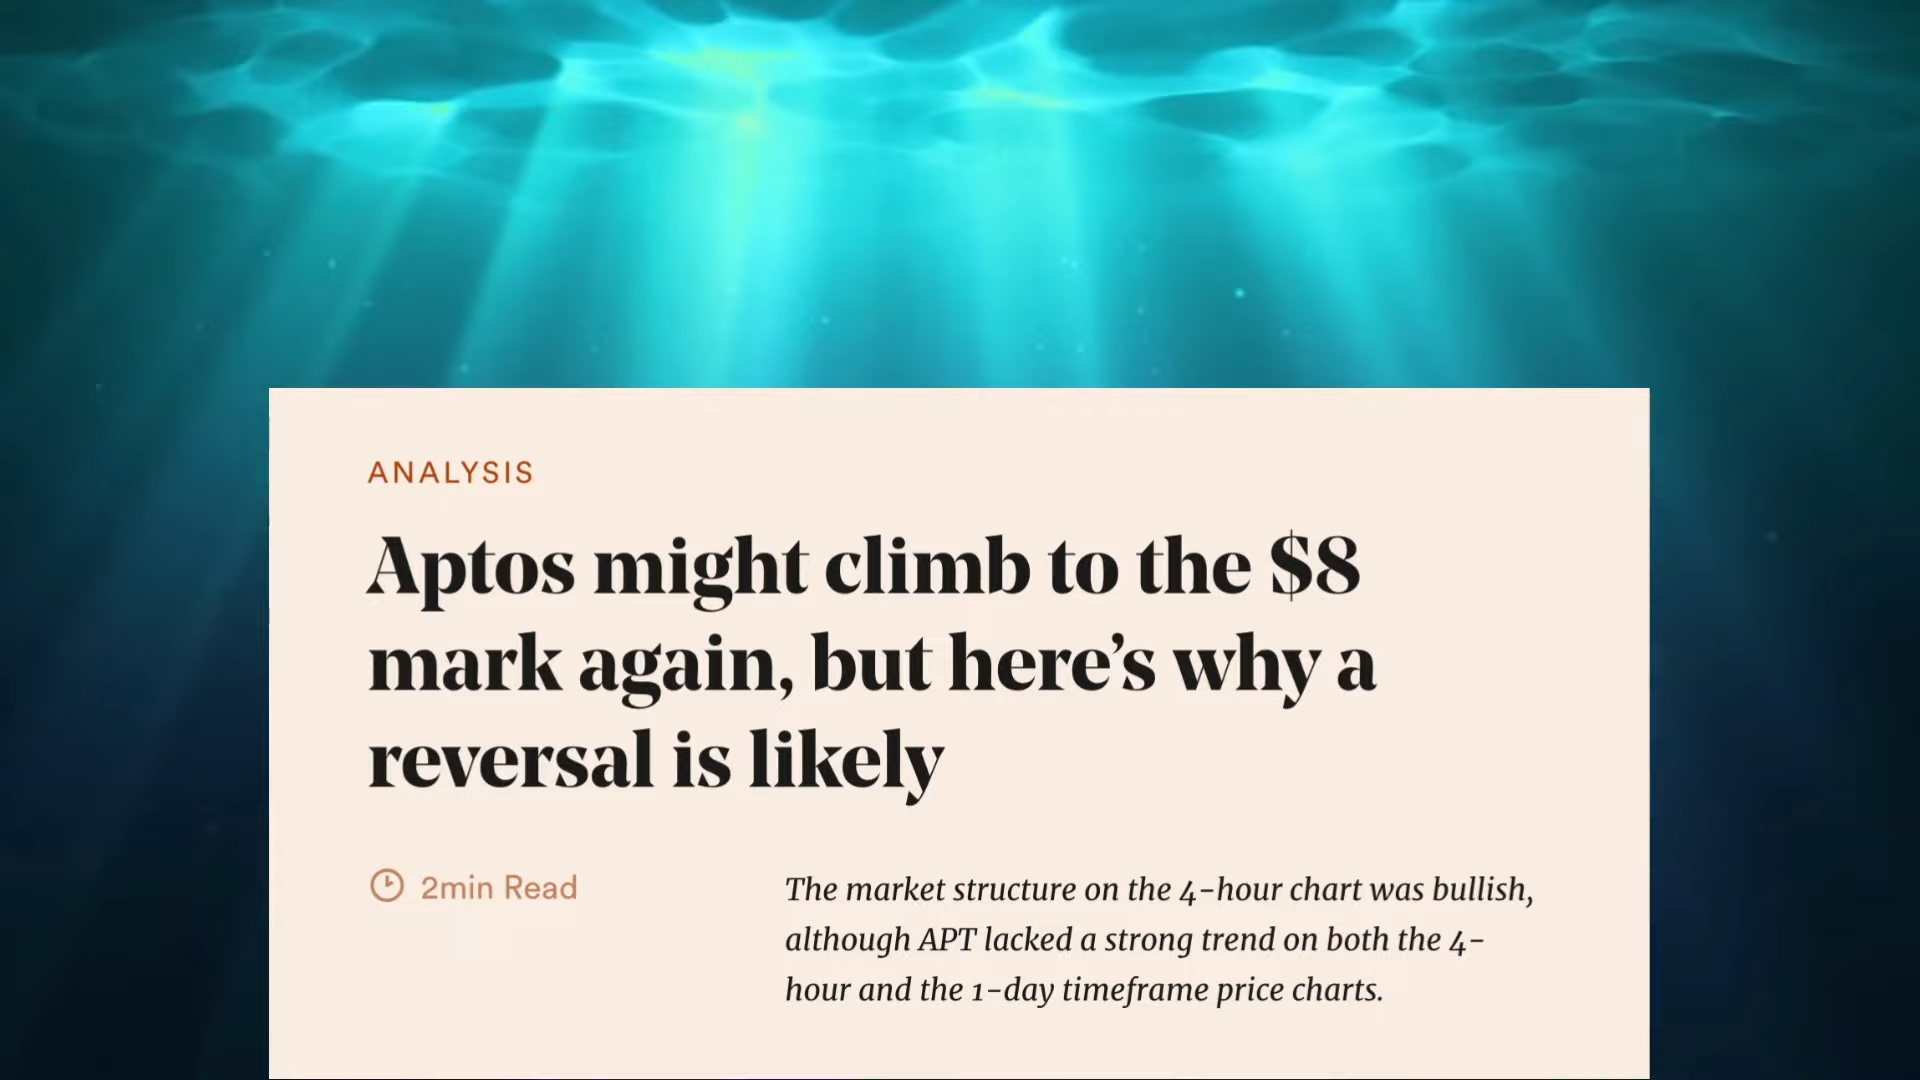 ANALYSIS
Aptos might climb to the $8
mark again, but here’s why a
reversal is likely
2min Read
The market structure on the 4-hour chart was bullish,
although APT lacked a strong trend on both the 4-
hour and the 1-day timeframe price charts.